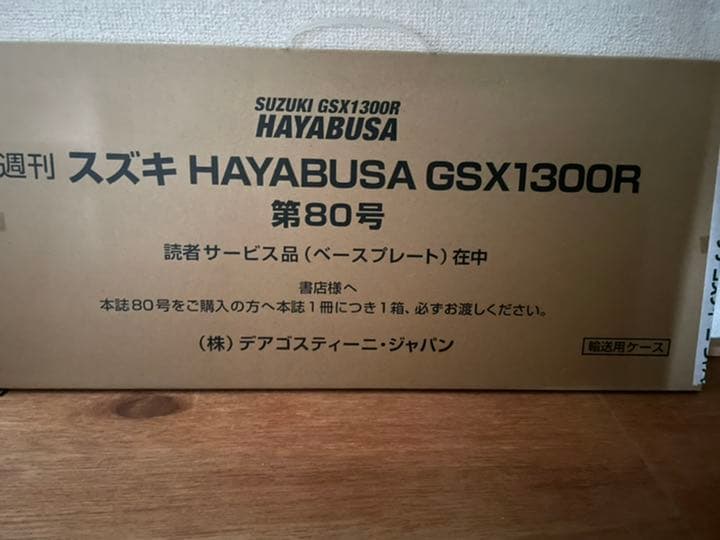 SUZUKI GSX1300R
HAYABUSA
週刊 スズキ HAYABUSA GSX1300R
第80号
読者サービス品(ベースプレート)在中
書店様へ
本誌80号をご購入の方へ本誌1冊につき1箱、必ずお渡しください。
(株)デアゴスティーニ・ジャパン
輸送用ケース